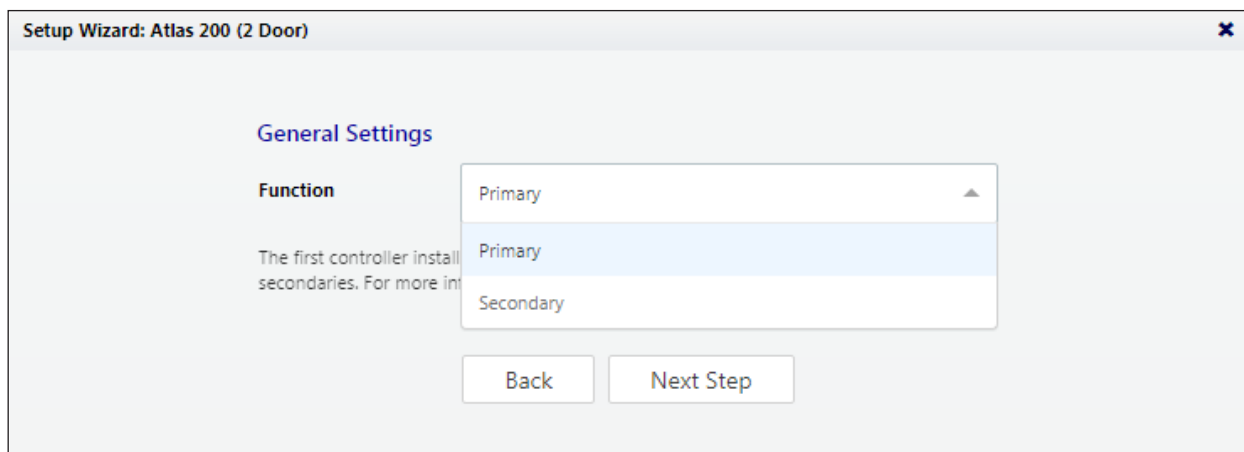 Setup Wizard: Atlas 200 (2 Door)
General Settings
Function
Primary
The first controller install
secondaries. For more
Primary
Secondary
Back
Next Step